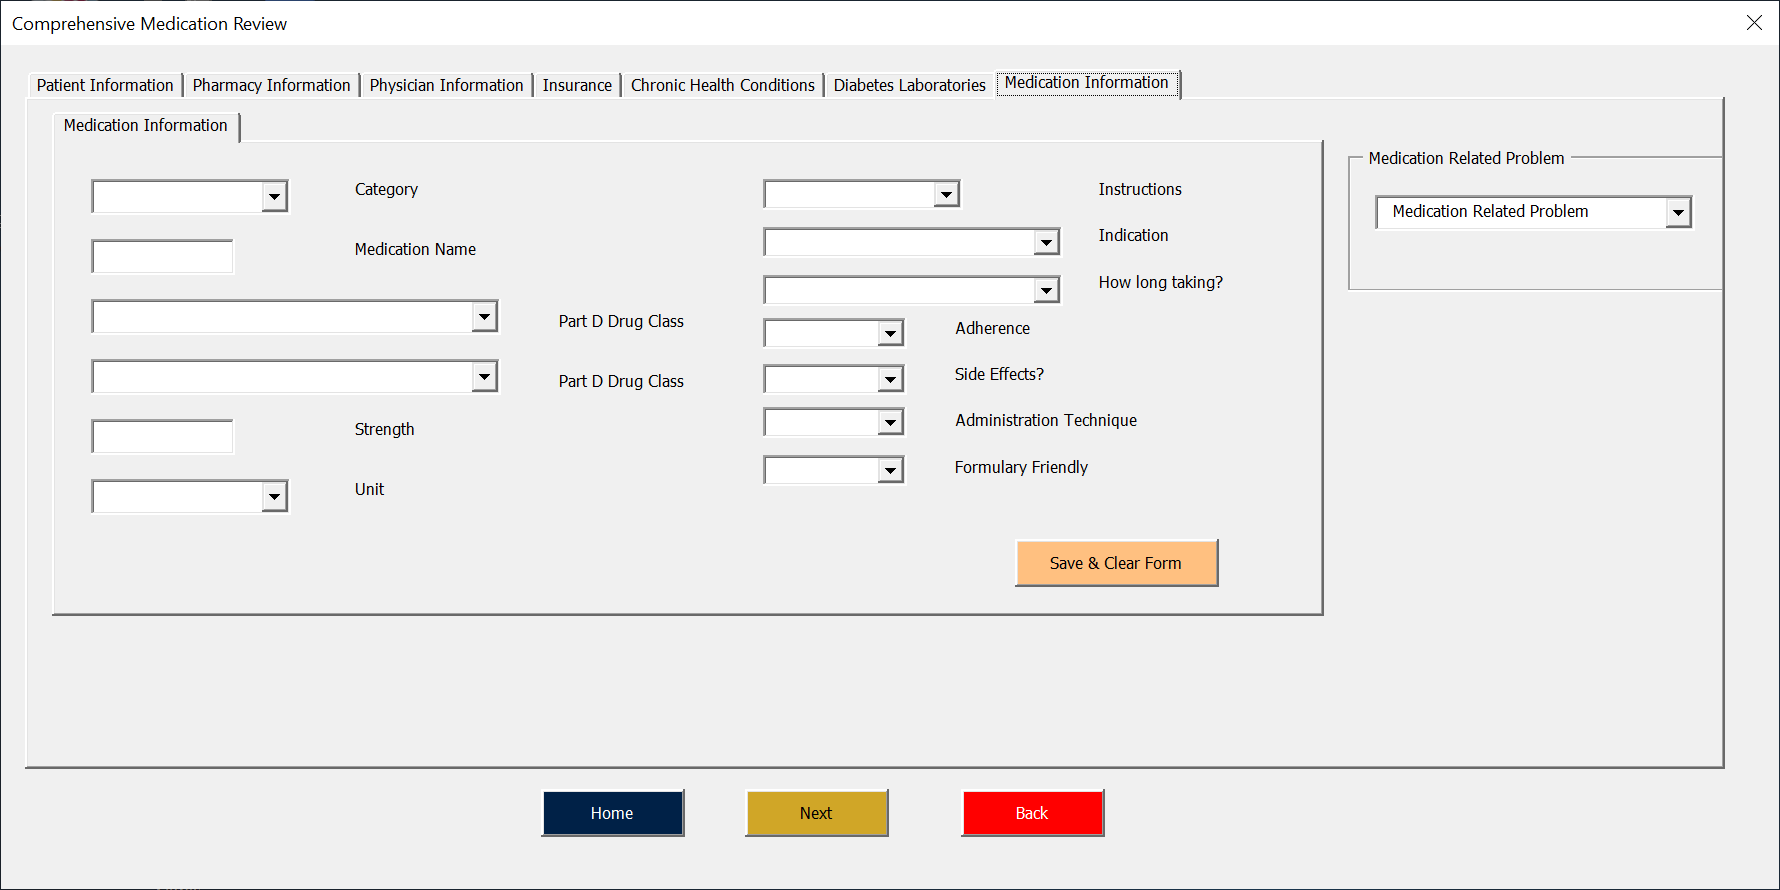 Comprehensive Medication Review
Patient Information
Pharmacy Information
Physician Information
Insurance
Chronic Health Conditions
Diabetes Laboratories
Medication Information
Medication Information
Category
Medication Name
Part D Drug Class
Part D Drug Class
Strength
Unit
Instructions
Indication
How long taking?
Adherence
Side Effects?
Administration Technique
Formulary Friendly
Save & Clear Form
Medication Related Problem
Medication Related Problem
Home
Next
Back